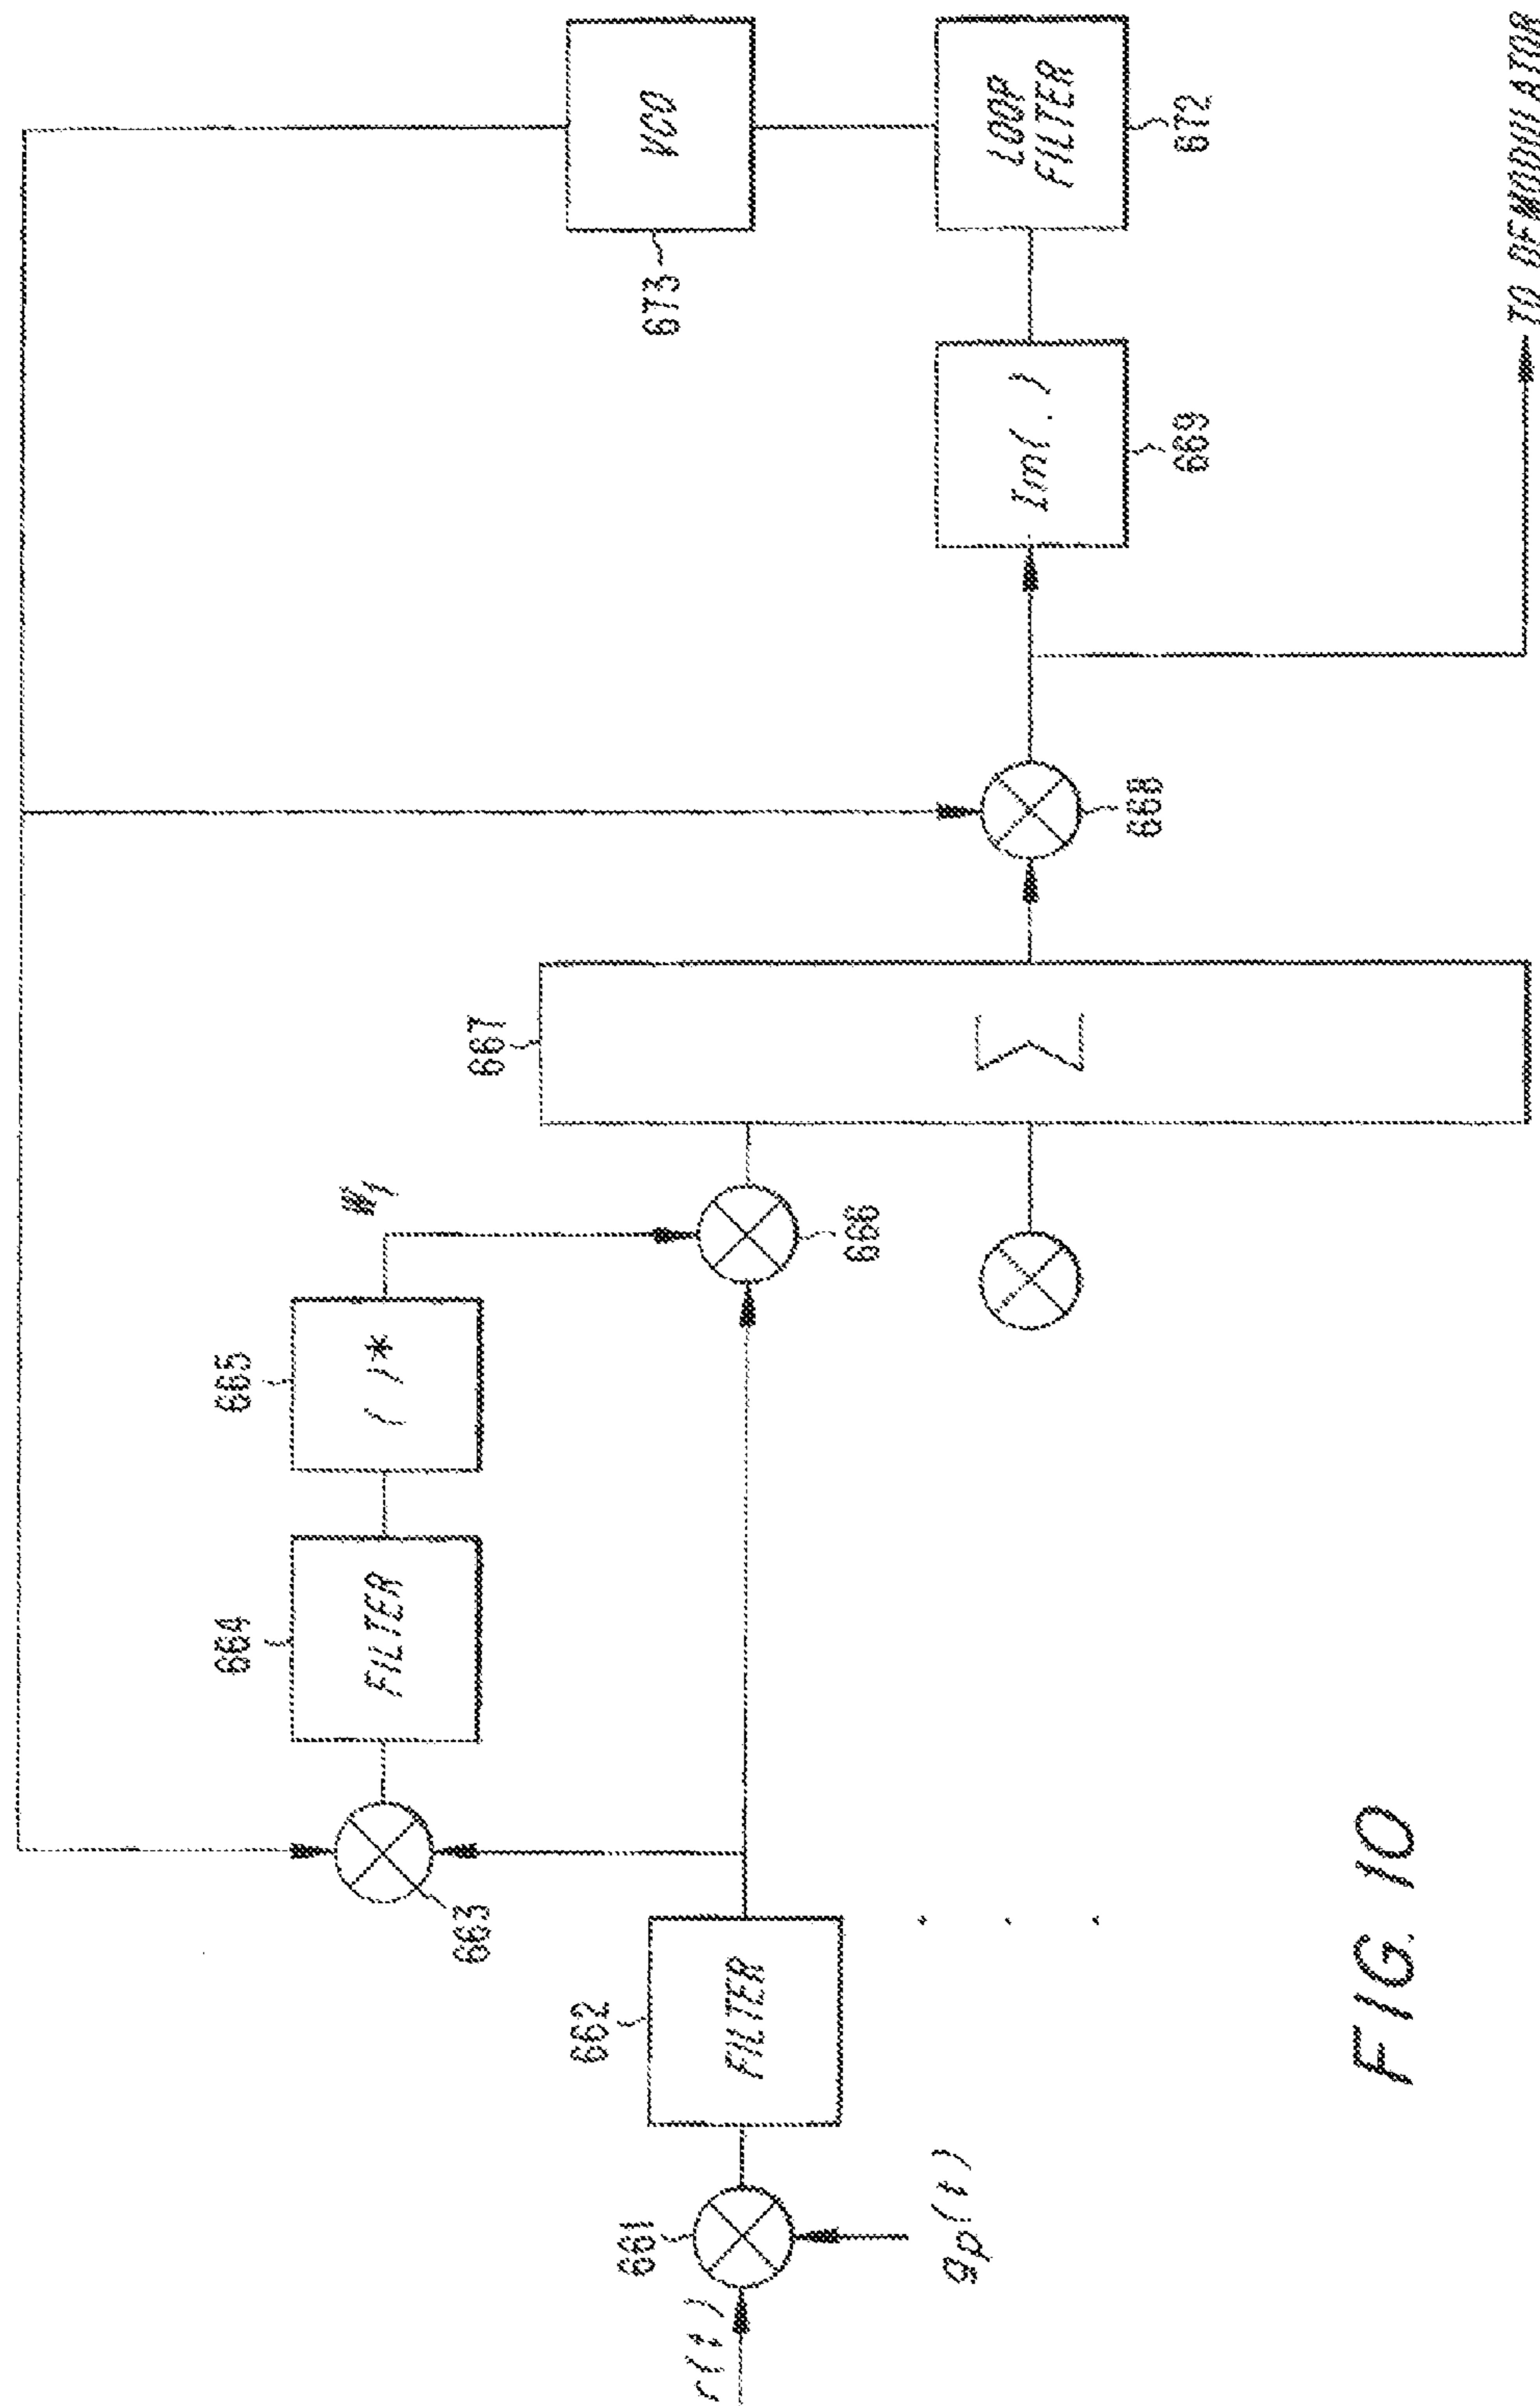 VCO
673
LOOP
FILTER
672
Im(.)
669
TO DEMODULATOR
668
667
Σ
W1
666
( )*
665
FILTER
664
663
FILTER
662
661
r(t)
gp(t)
FIG. 10